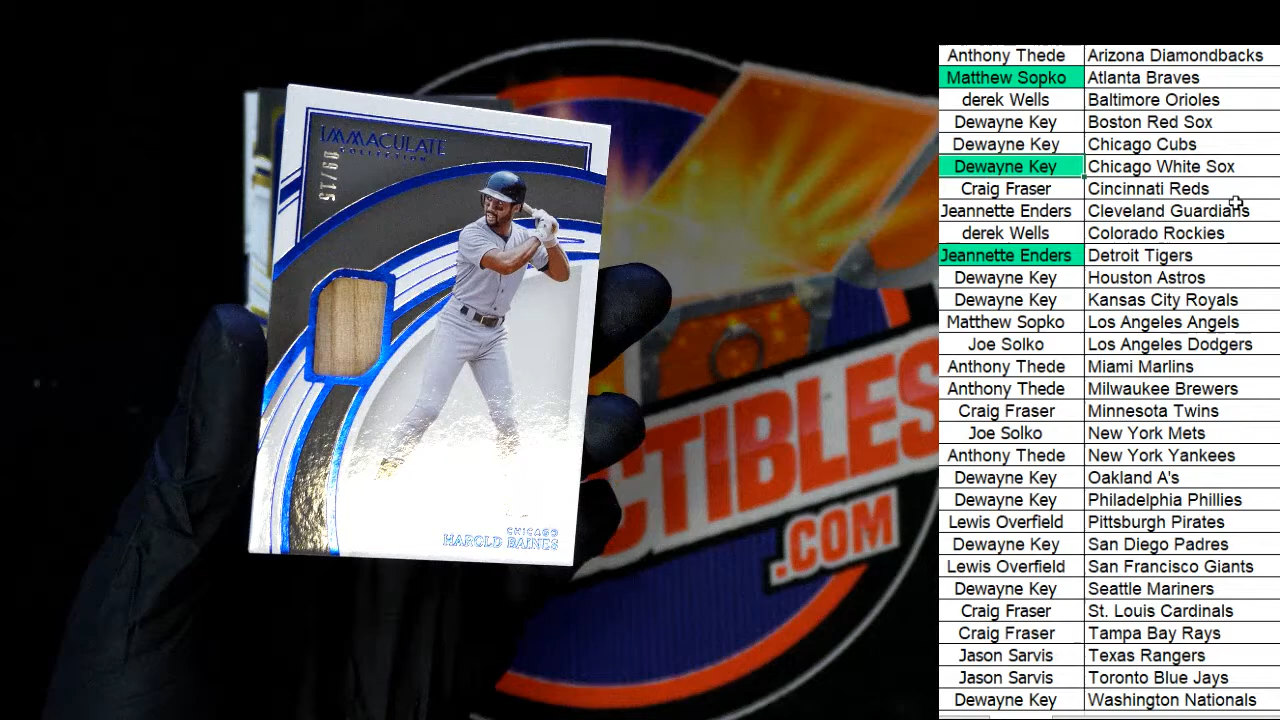 IMMACULATE
COLLECTION
09/15
CHICAGO
HAROLD BAINES
CTIBLES
.COM
Anthony Thede Arizona Diamondbacks
Matthew Sopko Atlanta Braves
derek Wells Baltimore Orioles
Dewayne Key Boston Red Sox
Dewayne Key Chicago Cubs
Dewayne Key Chicago White Sox
Craig Fraser Cincinnati Reds
Jeannette Enders Cleveland Guardians
derek Wells Colorado Rockies
Jeannette Enders Detroit Tigers
Dewayne Key Houston Astros
Dewayne Key Kansas City Royals
Matthew Sopko Los Angeles Angels
Joe Solko Los Angeles Dodgers
Anthony Thede Miami Marlins
Anthony Thede Milwaukee Brewers
Craig Fraser Minnesota Twins
Joe Solko New York Mets
Anthony Thede New York Yankees
Dewayne Key Oakland A's
Dewayne Key Philadelphia Phillies
Lewis Overfield Pittsburgh Pirates
Dewayne Key San Diego Padres
Lewis Overfield San Francisco Giants
Dewayne Key Seattle Mariners
Craig Fraser St. Louis Cardinals
Craig Fraser Tampa Bay Rays
Jason Sarvis Texas Rangers
Jason Sarvis Toronto Blue Jays
Dewayne Key Washington Nationals